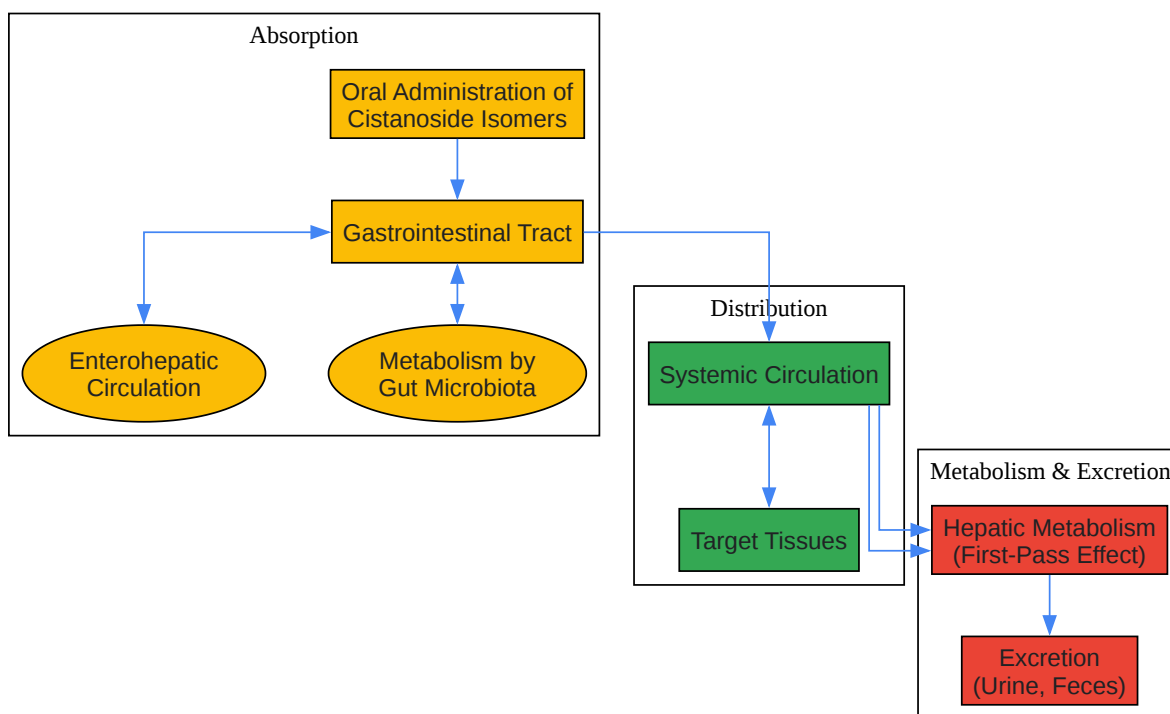 Absorption
Oral Administration of
Cistanoside Isomers
Gastrointestinal Tract
Enterohepatic
Circulation
Metabolism by
Gut Microbiota
Distribution
Systemic Circulation
Target Tissues
Metabolism & Excretion
Hepatic Metabolism
(First-Pass Effect)
Excretion
(Urine, Feces)